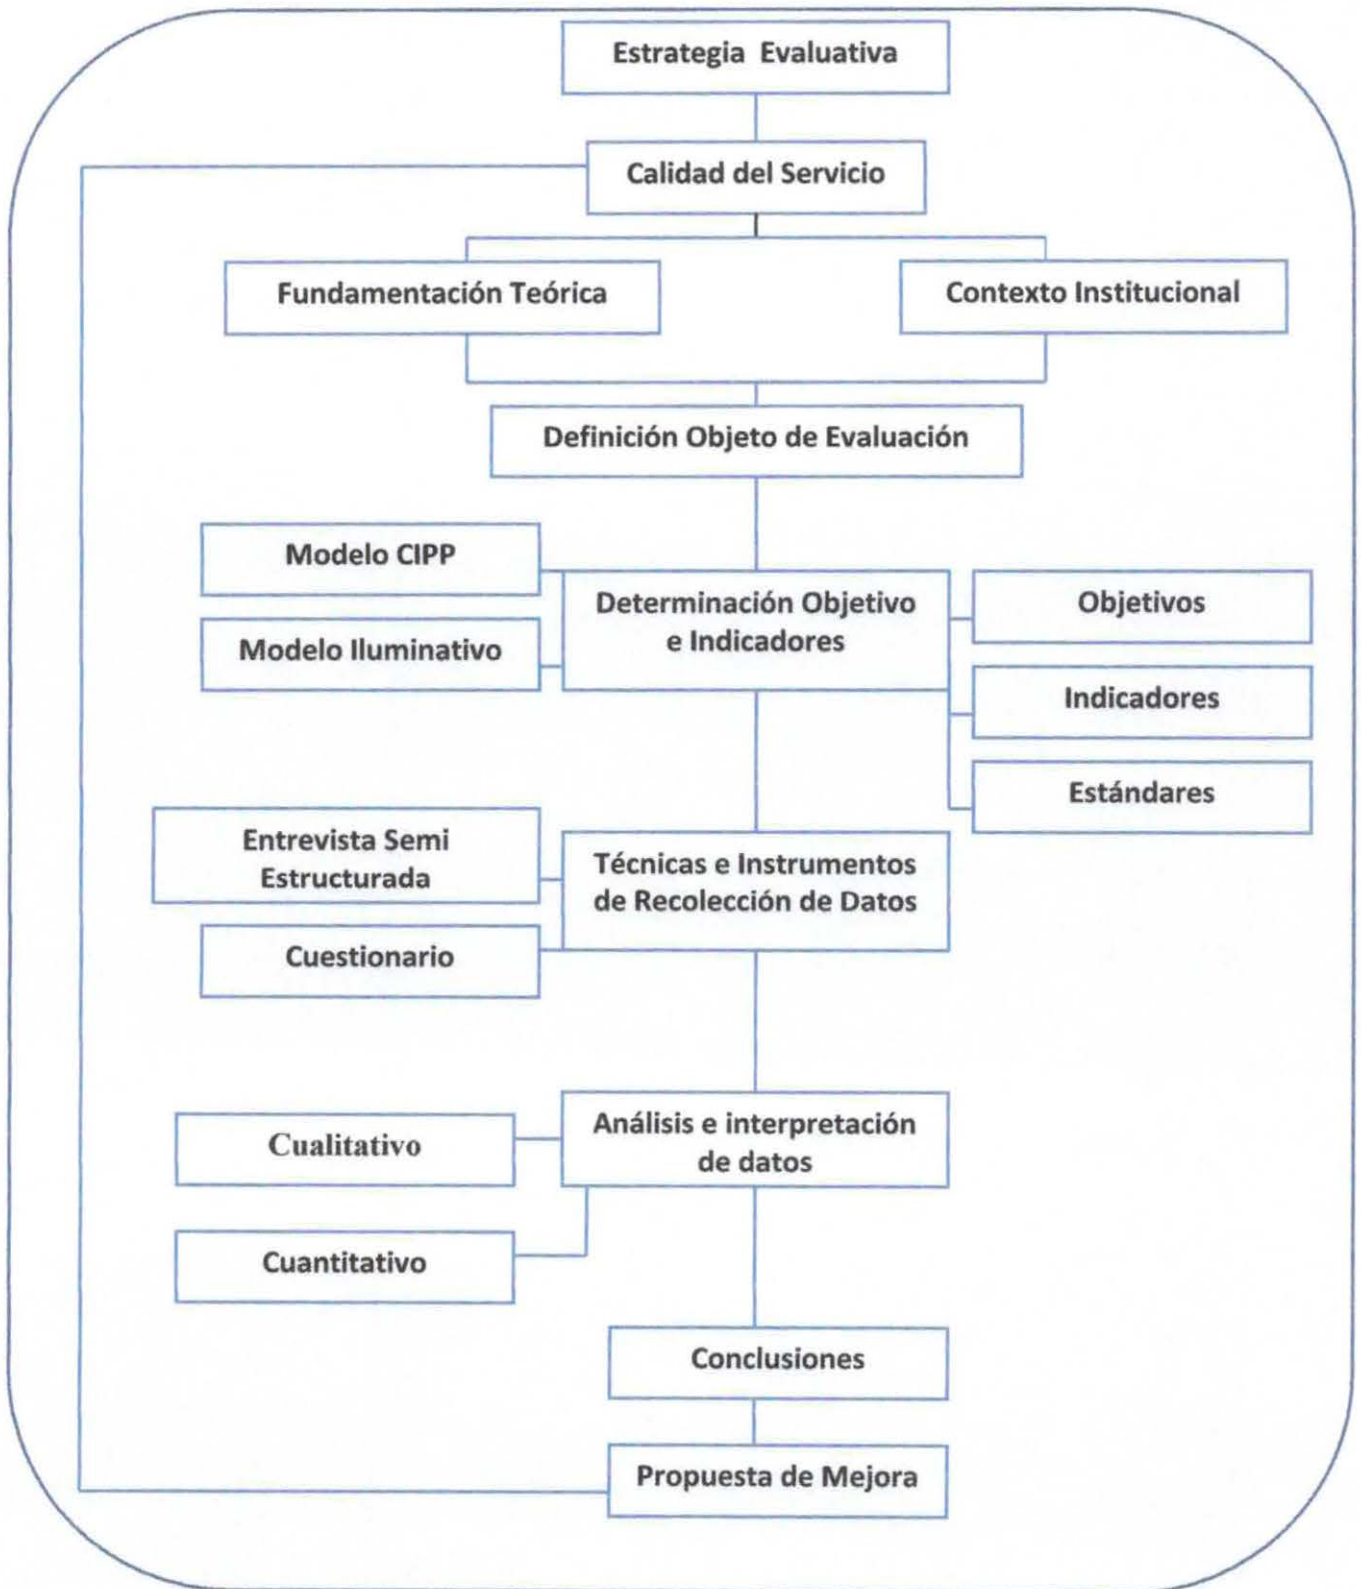 Estrategia Evaluativa
Calidad del Servicio
Fundamentación Teórica
Contexto Institucional
Definición Objeto de Evaluación
Modelo CIPP
Determinación Objetivo
e Indicadores
Objetivos
Modelo Iluminativo
Indicadores
Estándares
Entrevista Semi
Estructurada
Técnicas e Instrumentos
de Recolección de Datos
Cuestionario
Análisis e interpretación
de datos
Cualitativo
Cuantitativo
Conclusiones
Propuesta de Mejora